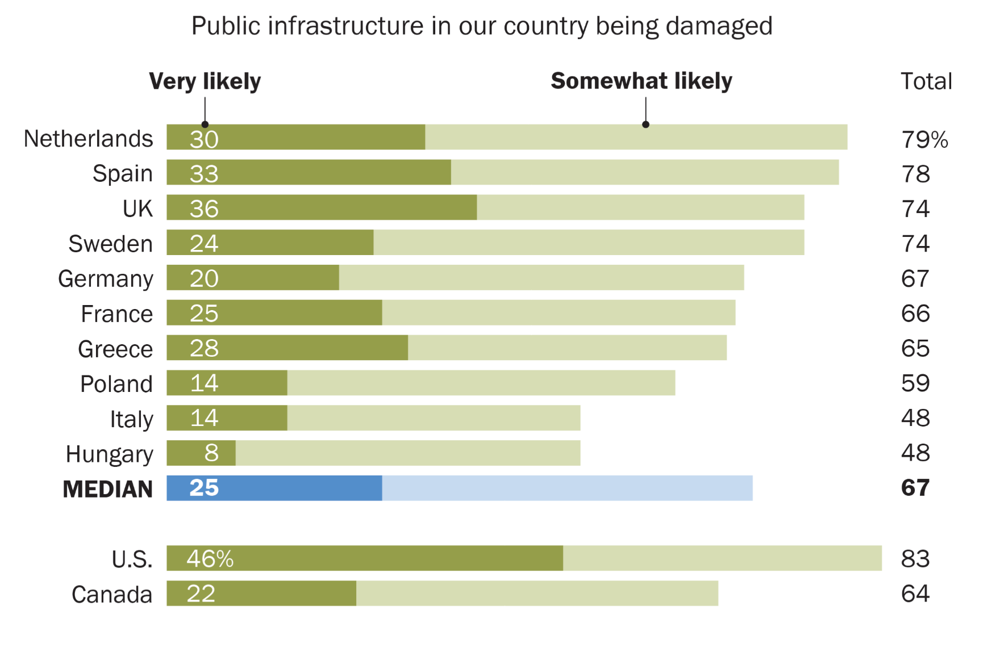 Public infrastructure in our country being damaged
Very likely Somewhat likely Total
Netherlands 30 79%
Spain 33 78
UK 36 74
Sweden 24 74
Germany 20 67
France 25 66
Greece 28 65
Poland 14 59
Italy 14 48
Hungary 8 48
MEDIAN 25 67
U.S. 46% 83
Canada 22 64